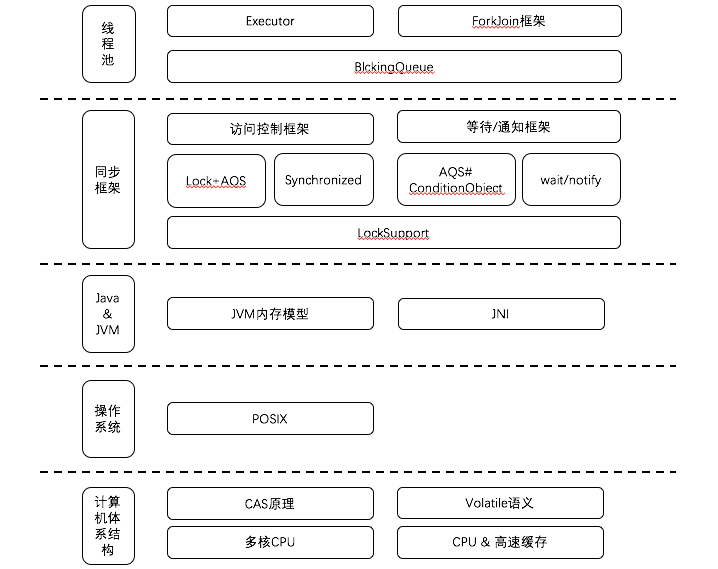 线
程
池
Executor
ForkJoin框架
BlckingQueue
同步
框架
访问控制框架
等待/通知框架
Lock+AQS
Synchronized
AQS#
ConditionObject
wait/notify
LockSupport
Java
&
JVM
JVM内存模型
JNI
操作
系统
POSIX
计算
机体
系结
构
CAS原理
Volatile语义
多核CPU
CPU & 高速缓存